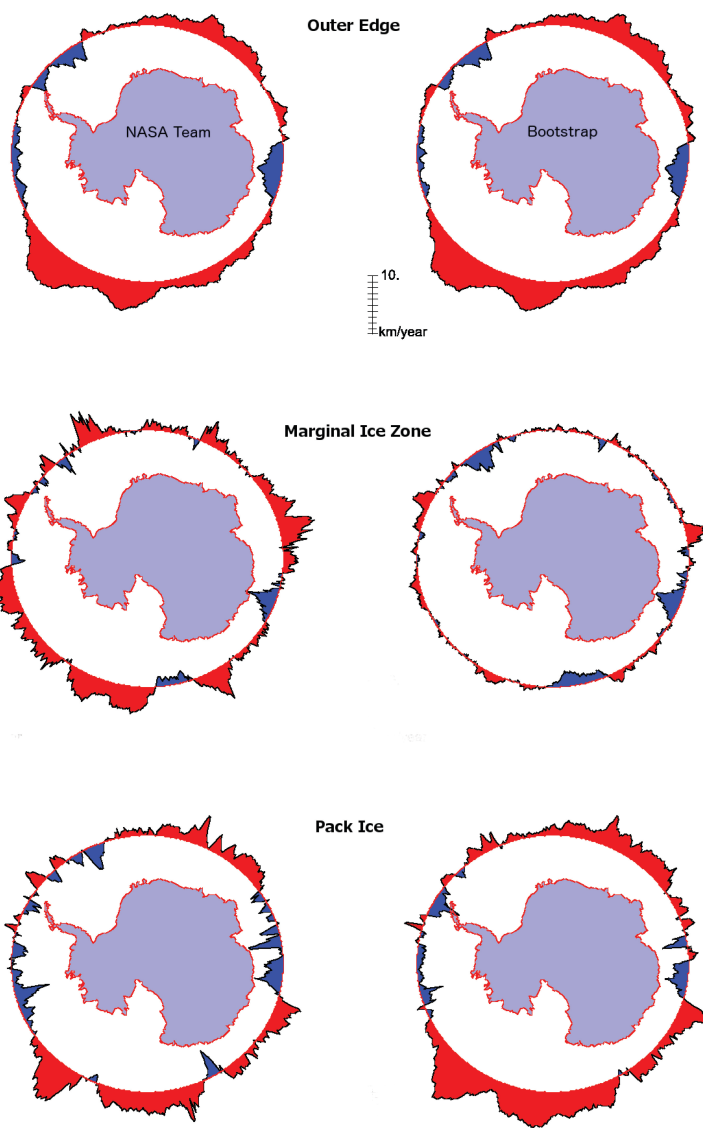 Outer Edge
NASA Team
Bootstrap
10.
km/year
Marginal Ice Zone
Pack Ice